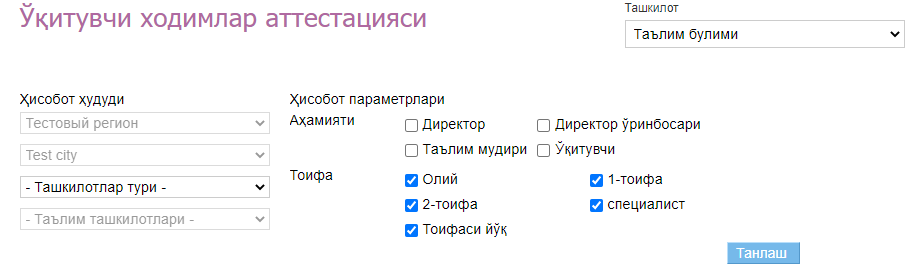 Ўқитувчи ходимлар аттестацияси
Ташкилот
Таълим булими
Ҳисобот ҳудуди
Тестовый регион
Test city
- Ташкилотлар тури -
- Таълим ташкилотлари -
Ҳисобот параметрлари
Аҳамияти
Директор
Директор ўринбосари
Таълим мудири
Ўқитувчи
Тоифа
Олий
1-тоифа
2-тоифа
специалист
Тоифаси йўқ
Танлаш